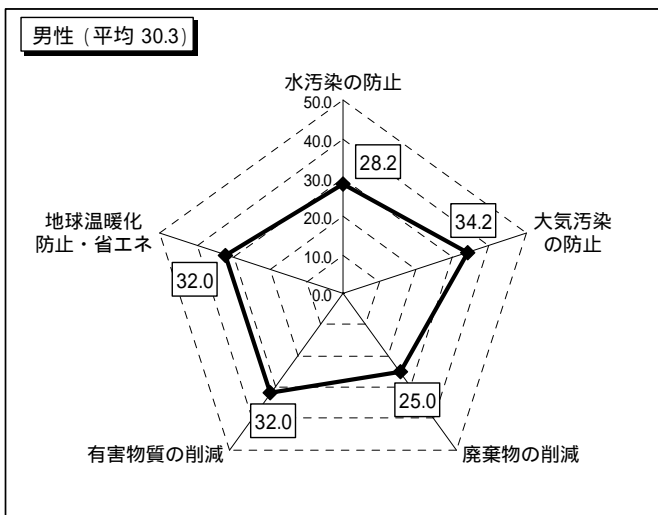 男性 (平均 30.3)
水汚染の防止
50.0
40.0
30.0
20.0
10.0
0.0
28.2
34.2
大気汚染
の防止
地球温暖化
防止・省エネ
32.0
25.0
32.0
有害物質の削減
廃棄物の削減